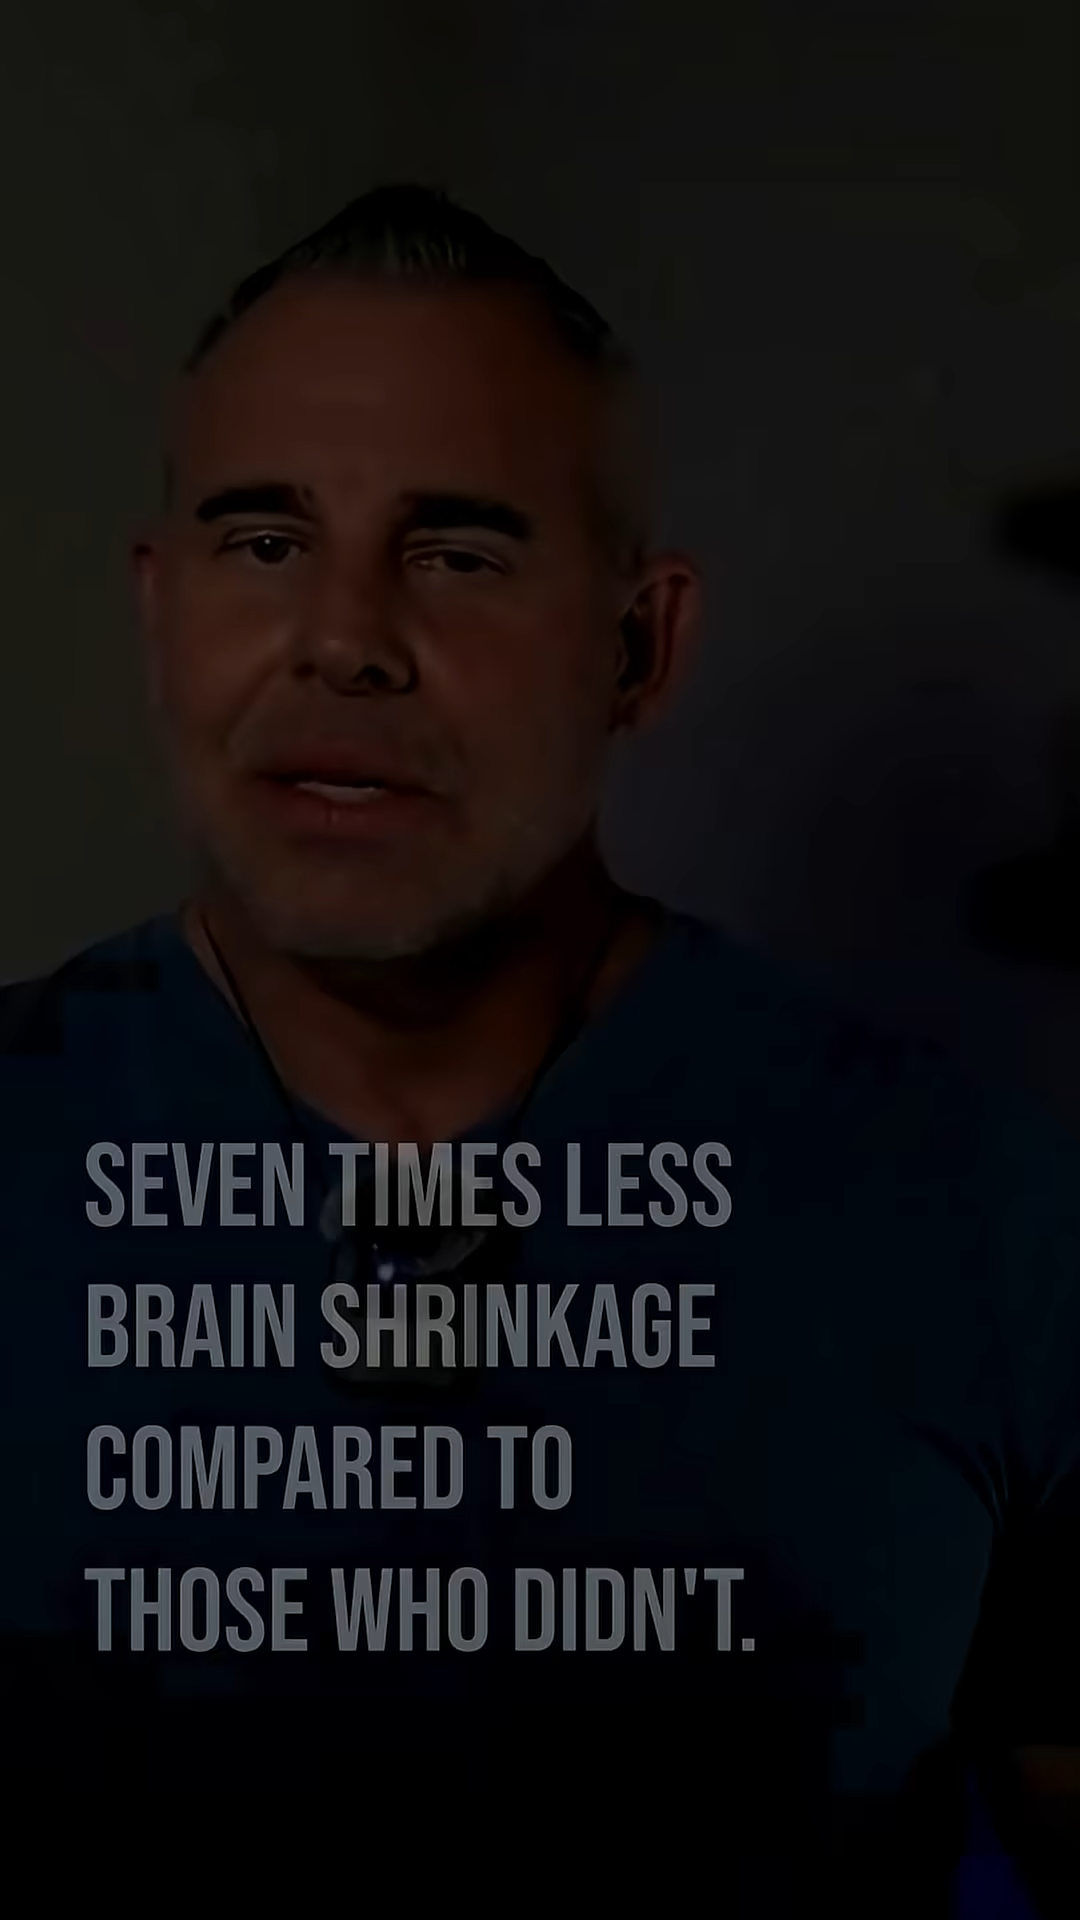 SEVEN TIMES LESS
BRAIN SHRINKAGE
COMPARED TO
THOSE WHO DIDN'T.